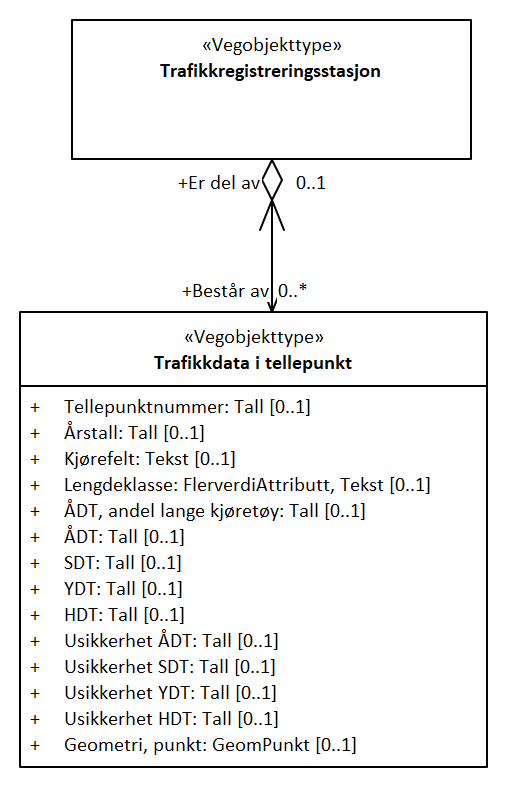 «Vegobjekttype»
Trafikkregistreringsstasjon
+Er del av 0..1
+Består av 0..*
«Vegobjekttype»
Trafikkdata i tellepunkt
+ Tellepunktnummer: Tall [0..1]
+ Årstall: Tall [0..1]
+ Kjørefelt: Tekst [0..1]
+ Lengdeklasse: FlerverdiAttributt, Tekst [0..1]
+ ÅDT, andel lange kjøretøy: Tall [0..1]
+ ÅDT: Tall [0..1]
+ SDT: Tall [0..1]
+ YDT: Tall [0..1]
+ HDT: Tall [0..1]
+ Usikkerhet ÅDT: Tall [0..1]
+ Usikkerhet SDT: Tall [0..1]
+ Usikkerhet YDT: Tall [0..1]
+ Usikkerhet HDT: Tall [0..1]
+ Geometri, punkt: GeomPunkt [0..1]